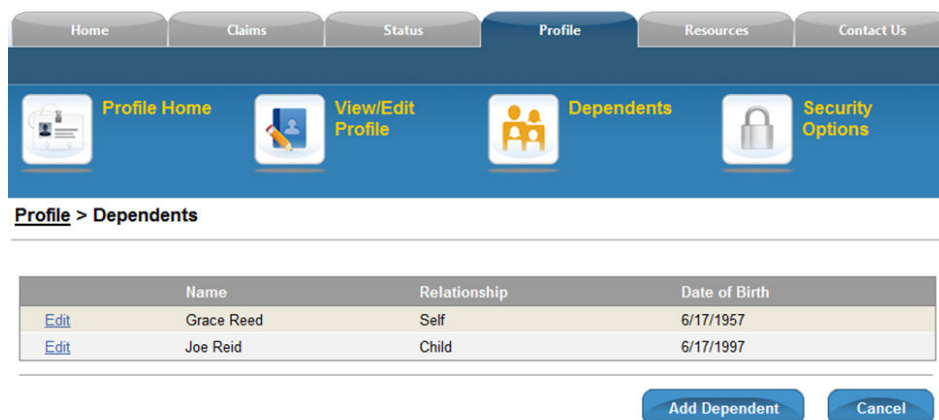 Home Claims Status Profile Resources Contact Us
Profile Home View/Edit Profile Dependents Security Options
Profile > Dependents
Name Relationship Date of Birth
Edit Grace Reed Self 6/17/1957
Edit Joe Reid Child 6/17/1997
Add Dependent Cancel